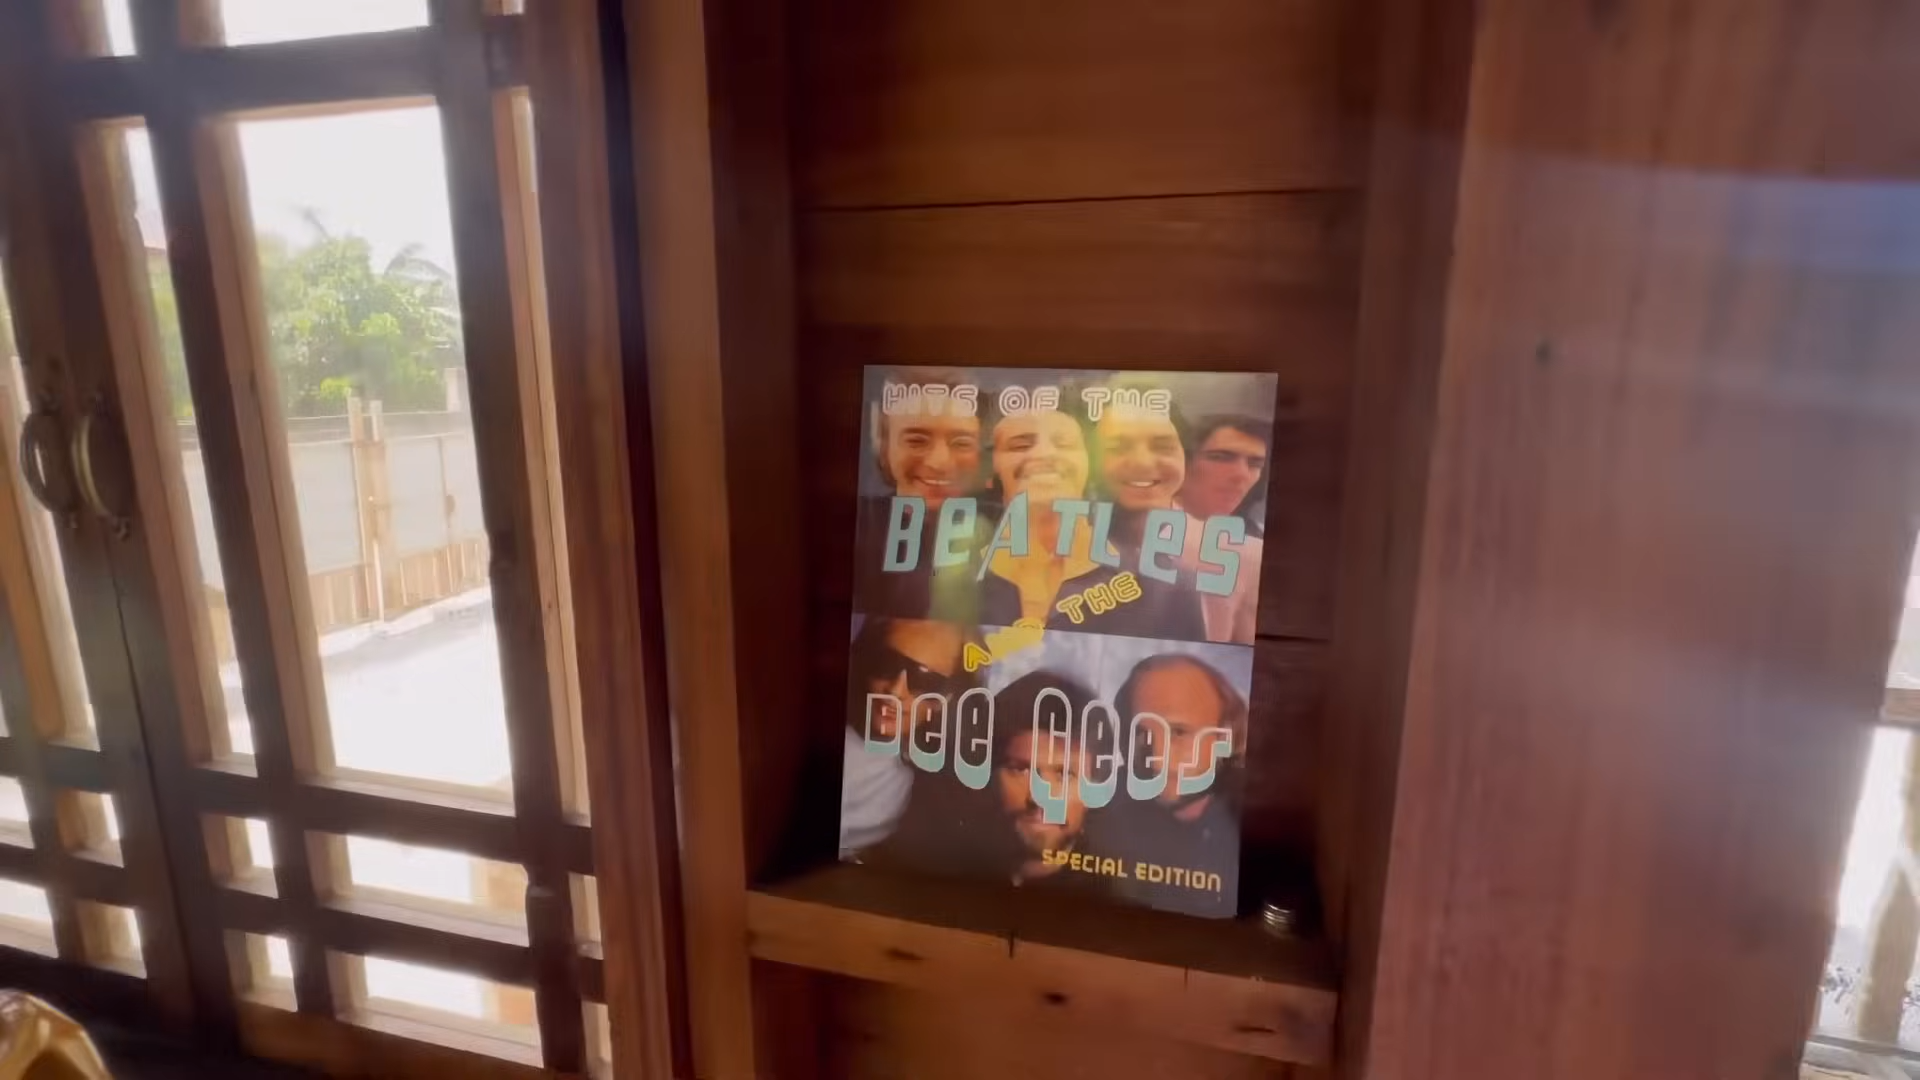 HITS OF THE
BEATLES
AND THE
BEE GEES
SPECIAL EDITION